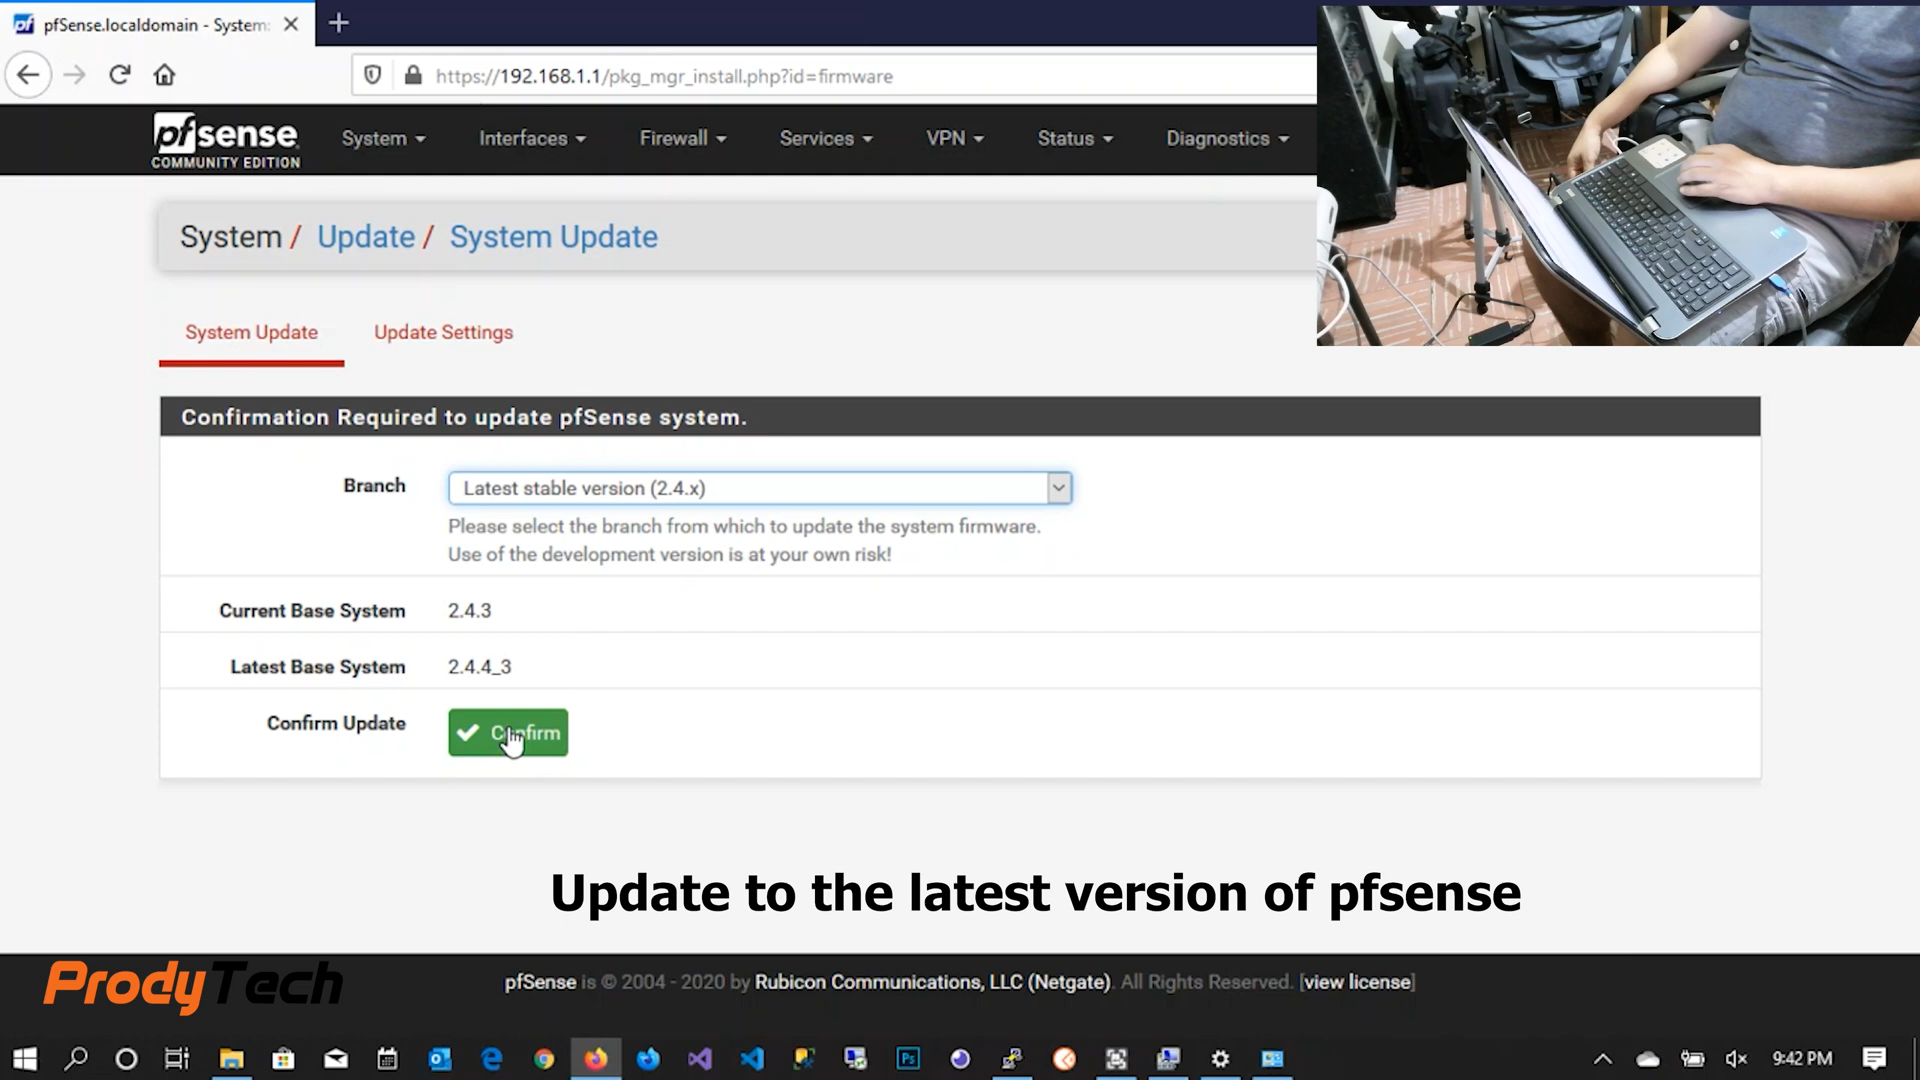 pfSense.localdomain - System:
https://192.168.1.1/pkg_mgr_install.php?id=firmware
pfsense
COMMUNITY EDITION
System
Interfaces
Firewall
Services
VPN
Status
Diagnostics
System / Update / System Update
System Update
Update Settings
Confirmation Required to update pfSense system.
Branch
Latest stable version (2.4.x)
Please select the branch from which to update the system firmware.
Use of the development version is at your own risk!
Current Base System
2.4.3
Latest Base System
2.4.4_3
Confirm Update
Confirm
Update to the latest version of pfsense
ProdyTech
pfSense is © 2004 - 2020 by Rubicon Communications, LLC (Netgate). All Rights Reserved. [view license]
9:42 PM